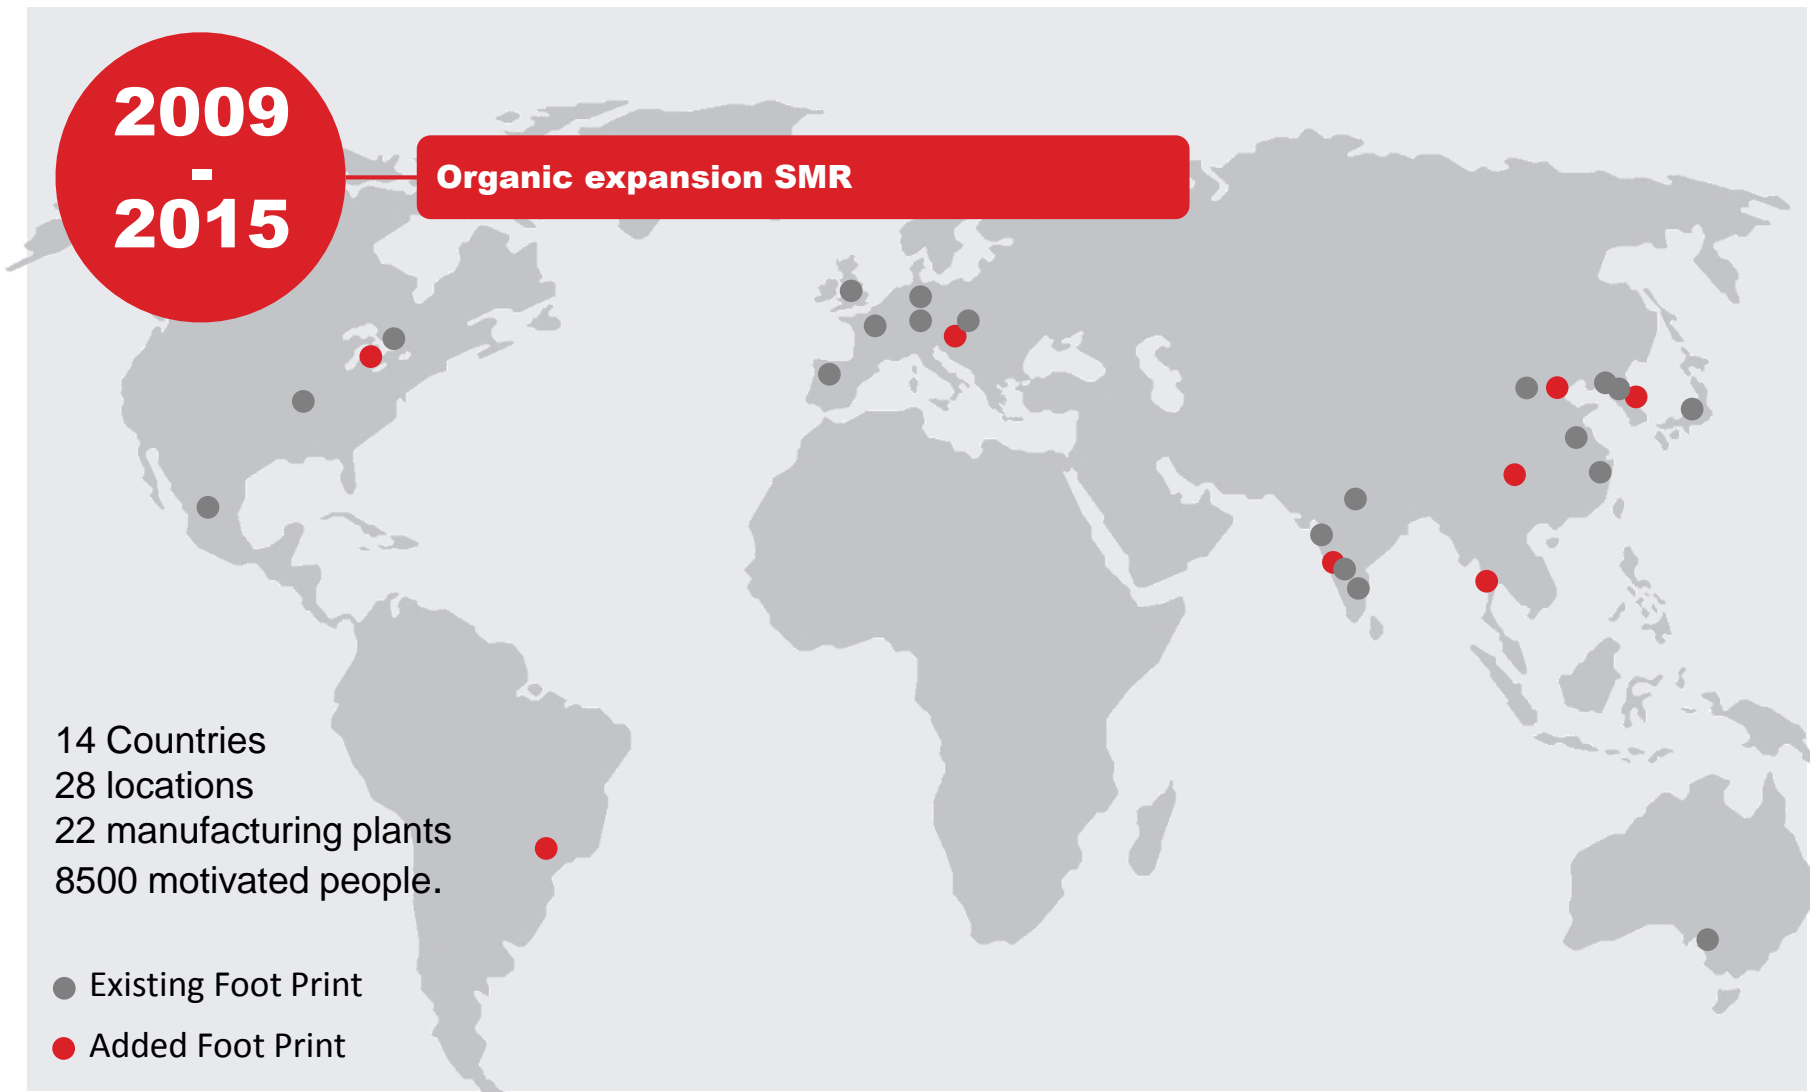 2009
-
2015
Organic expansion SMR
14 Countries
28 locations
22 manufacturing plants
8500 motivated people.
Existing Foot Print
Added Foot Print